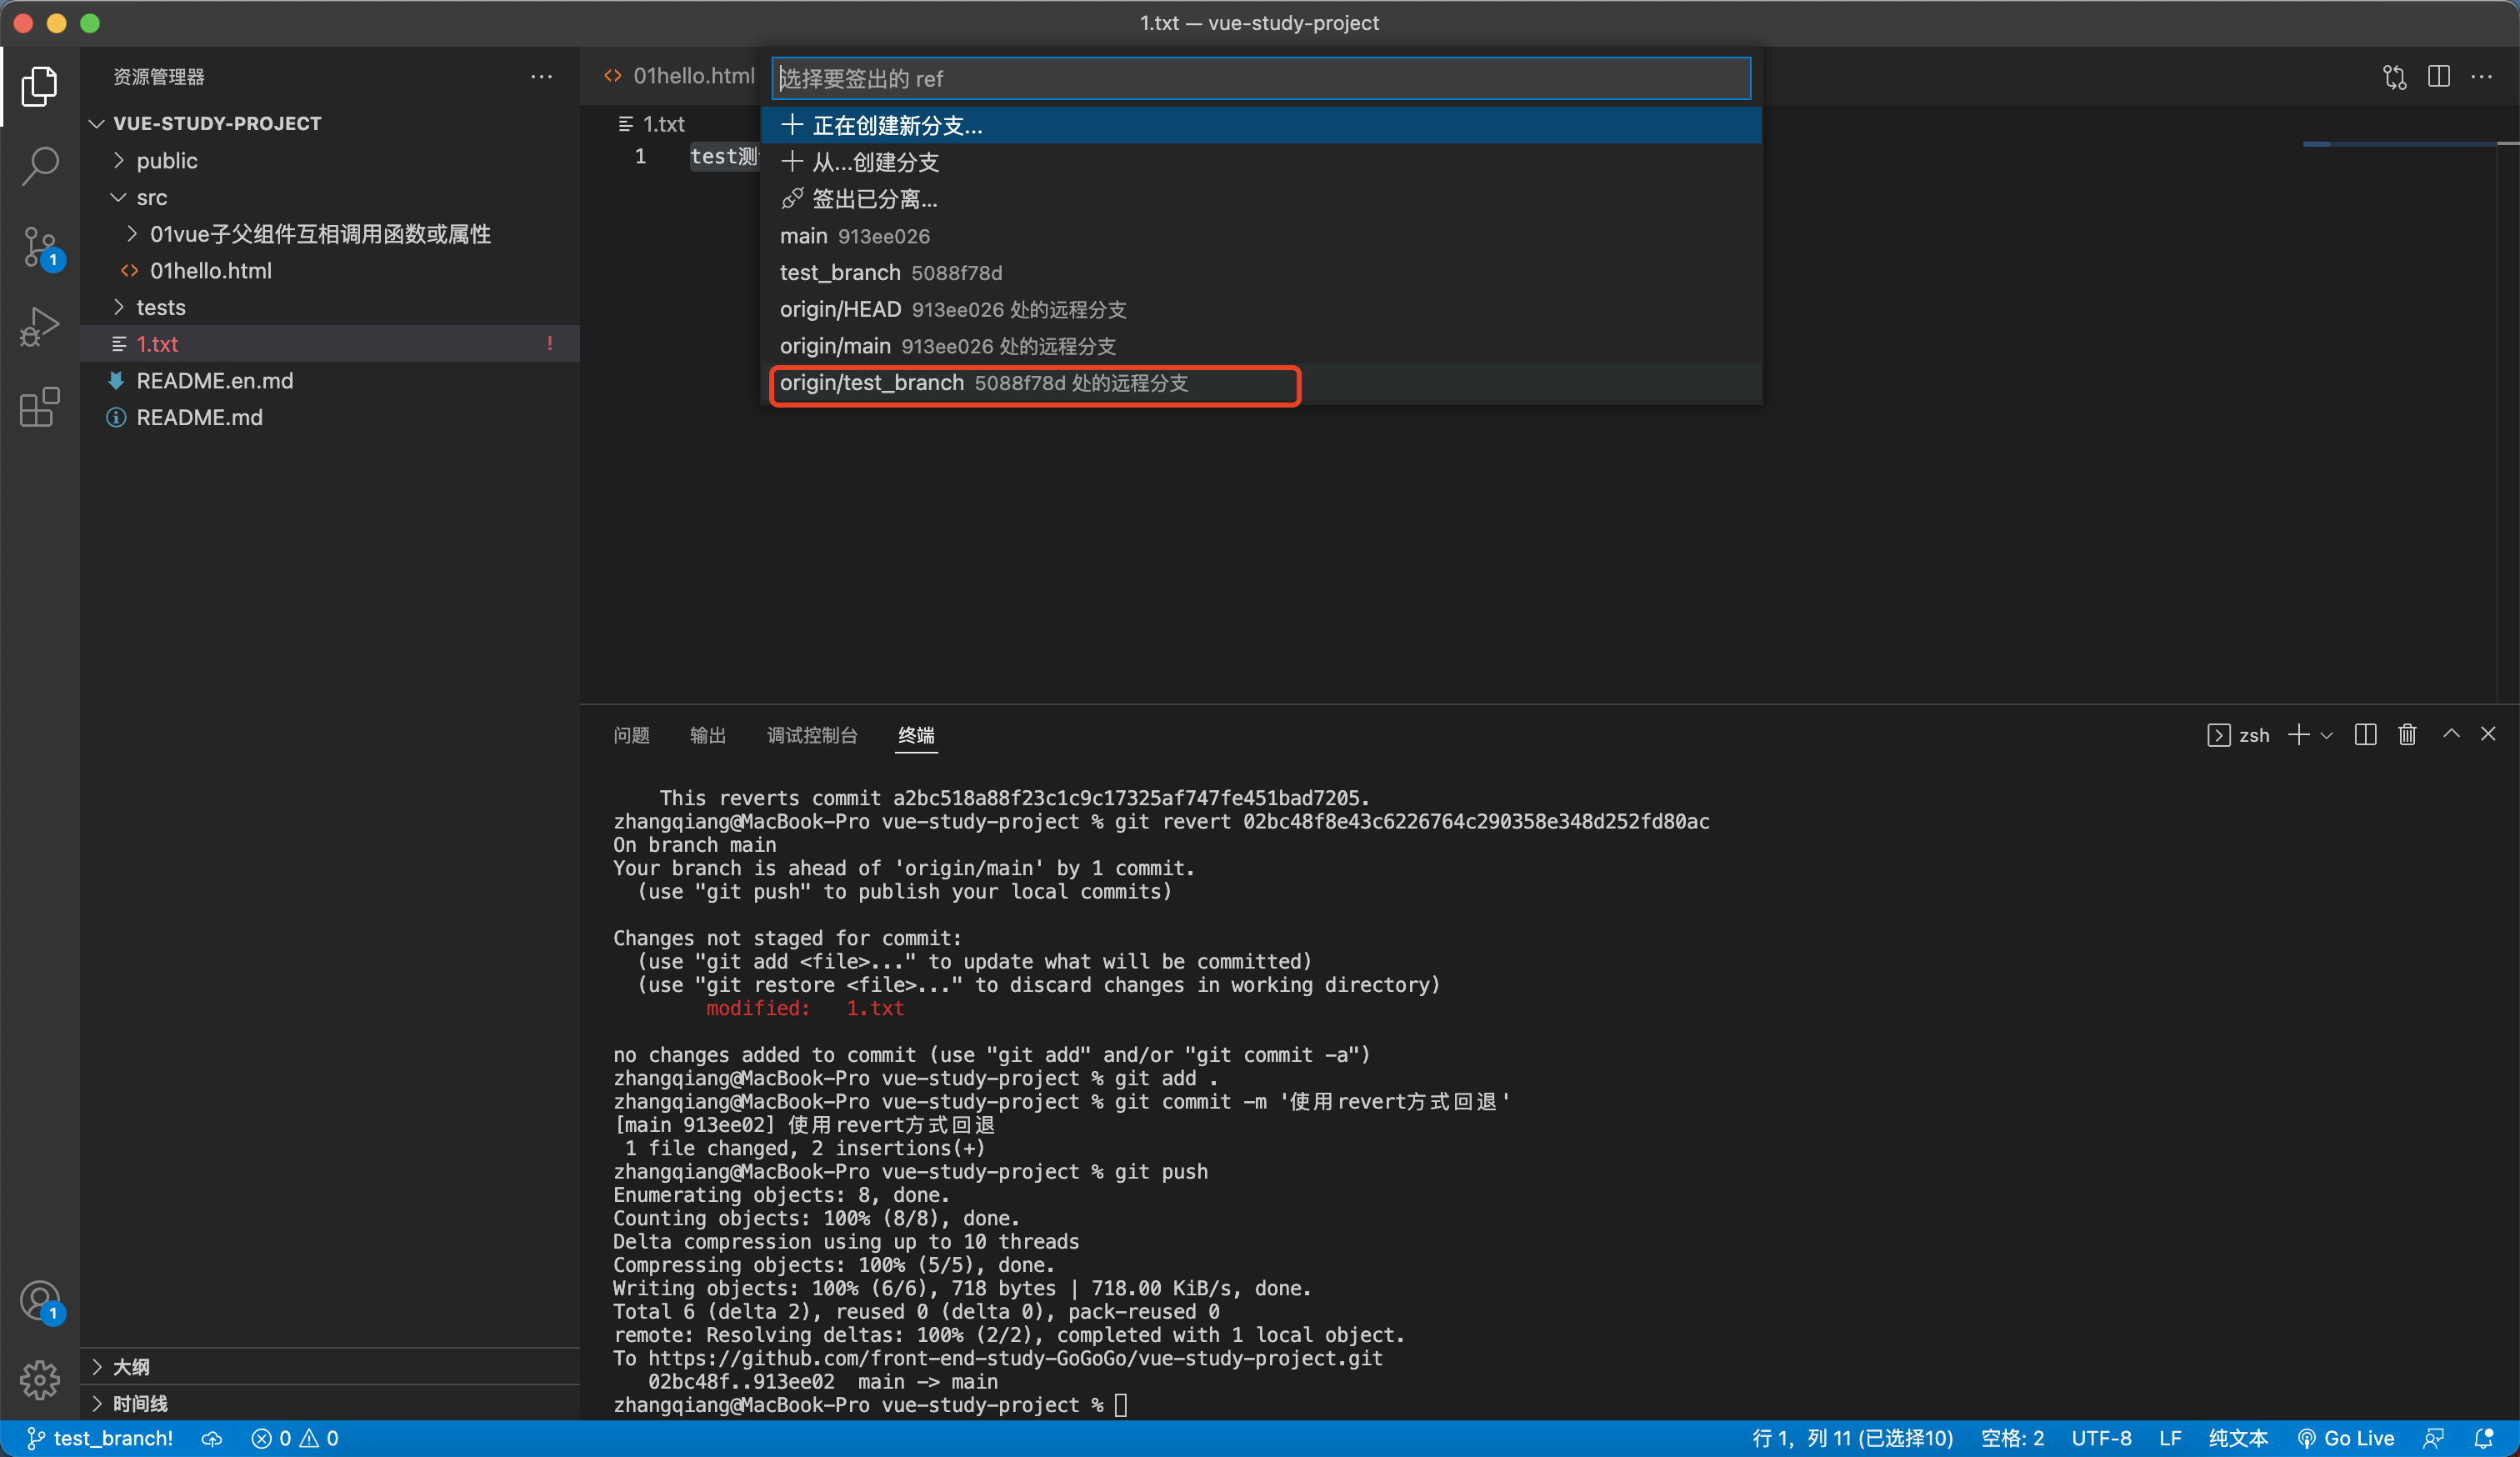 1.txt — vue-study-project
资源管理器
VUE-STUDY-PROJECT
public
src
01vue子父组件互相调用函数或属性
01hello.html
tests
1.txt !
README.en.md
README.md
大纲
时间线
1
1
01hello.html
1.txt
1 test测
选择要签出的 ref
正在创建新分支...
从...创建分支
签出已分离...
main 913ee026
test_branch 5088f78d
origin/HEAD 913ee026 处的远程分支
origin/main 913ee026 处的远程分支
origin/test_branch 5088f78d 处的远程分支
问题 输出 调试控制台 终端
zsh
This reverts commit a2bc518a88f23c1c9c17325af747fe451bad7205.
zhangqiang@MacBook-Pro vue-study-project % git revert 02bc48f8e43c6226764c290358e348d252fd80ac
On branch main
Your branch is ahead of 'origin/main' by 1 commit.
(use "git push" to publish your local commits)
Changes not staged for commit:
(use "git add <file>..." to update what will be committed)
(use "git restore <file>..." to discard changes in working directory)
modified: 1.txt
no changes added to commit (use "git add" and/or "git commit -a")
zhangqiang@MacBook-Pro vue-study-project % git add .
zhangqiang@MacBook-Pro vue-study-project % git commit -m '使用revert方式回退'
[main 913ee02] 使用revert方式回退
1 file changed, 2 insertions(+)
zhangqiang@MacBook-Pro vue-study-project % git push
Enumerating objects: 8, done.
Counting objects: 100% (8/8), done.
Delta compression using up to 10 threads
Compressing objects: 100% (5/5), done.
Writing objects: 100% (6/6), 718 bytes | 718.00 KiB/s, done.
Total 6 (delta 2), reused 0 (delta 0), pack-reused 0
remote: Resolving deltas: 100% (2/2), completed with 1 local object.
To https://github.com/front-end-study-GoGoGo/vue-study-project.git
02bc48f..913ee02 main -> main
zhangqiang@MacBook-Pro vue-study-project %
test_branch! 0 0 行 1，列 11 (已选择10) 空格: 2 UTF-8 LF 纯文本 Go Live